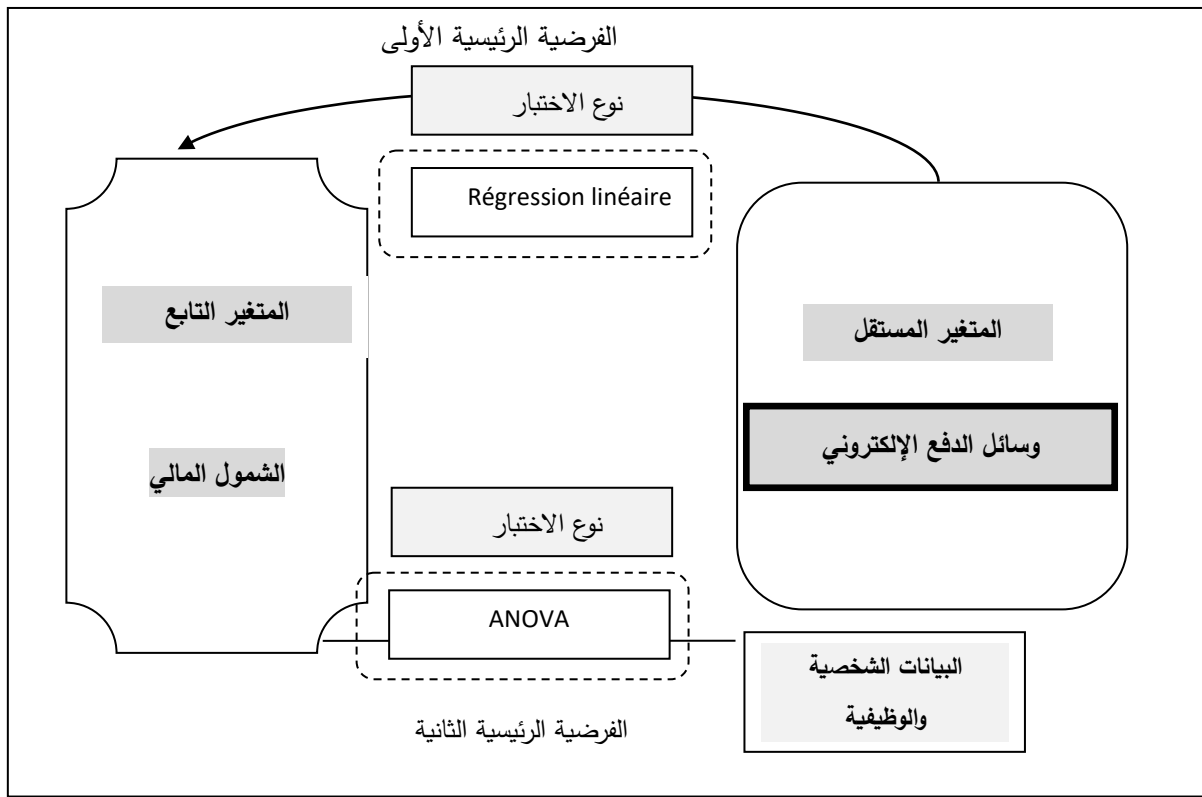 الفرضية الرئيسية الأولى
نوع الاختبار
Régression linéaire
المتغير المستقل
وسائل الدفع الإلكتروني
المتغير التابع
الشمول المالي
نوع الاختبار
ANOVA
البيانات الشخصية
والوظيفية
الفرضية الرئيسية الثانية